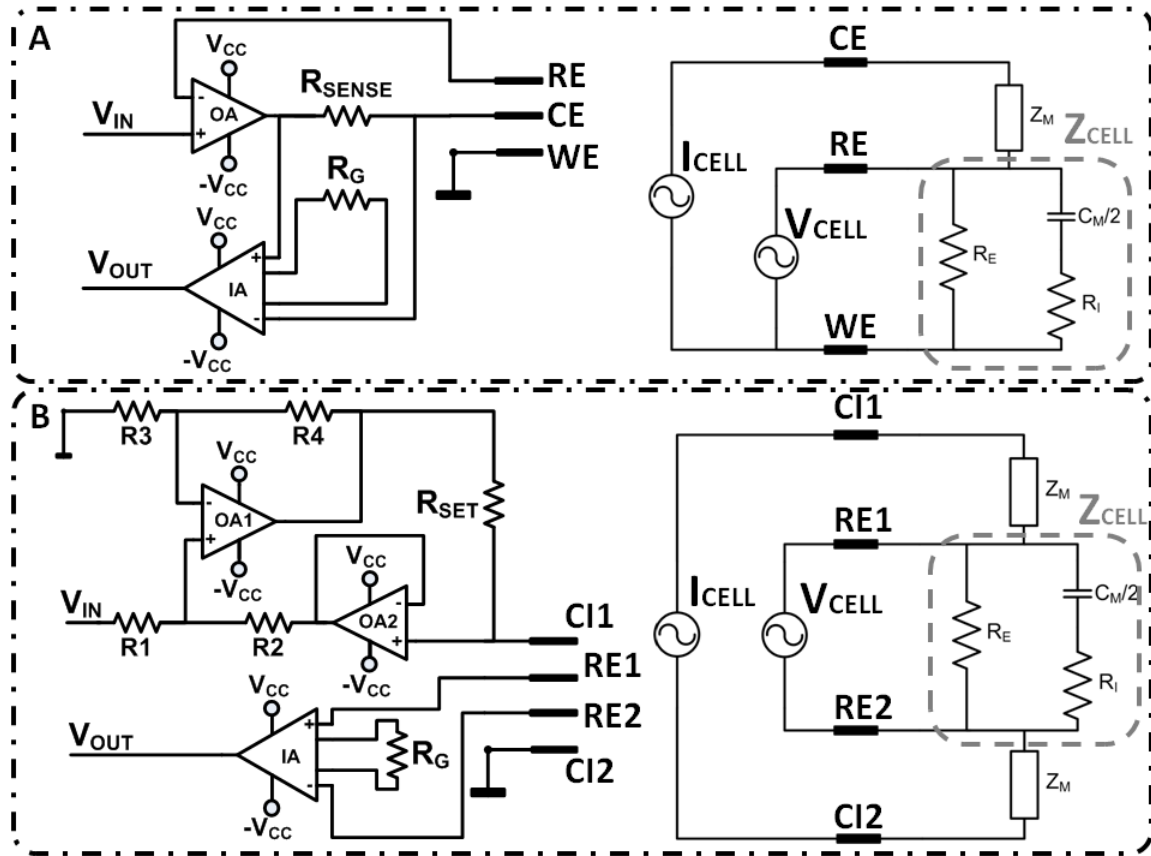 A
VCC
OA
-
+
VIN
-VCC
RSENSE
RE
CE
WE
RG
VCC
VOUT
IA
+
-
-VCC
CE
ZM
ZCELL
RE
ICELL
VCELL
RE
CM/2
RI
WE
B
R3
R4
VCC
OA1
-
+
-VCC
RSET
VIN
R1
R2
VCC
OA2
-
+
-VCC
CI1
RE1
RE2
CI2
VCC
VOUT
IA
+
-
RG
-VCC
CI1
ZM
ZCELL
RE1
ICELL
VCELL
RE
CM/2
RI
RE2
ZM
CI2